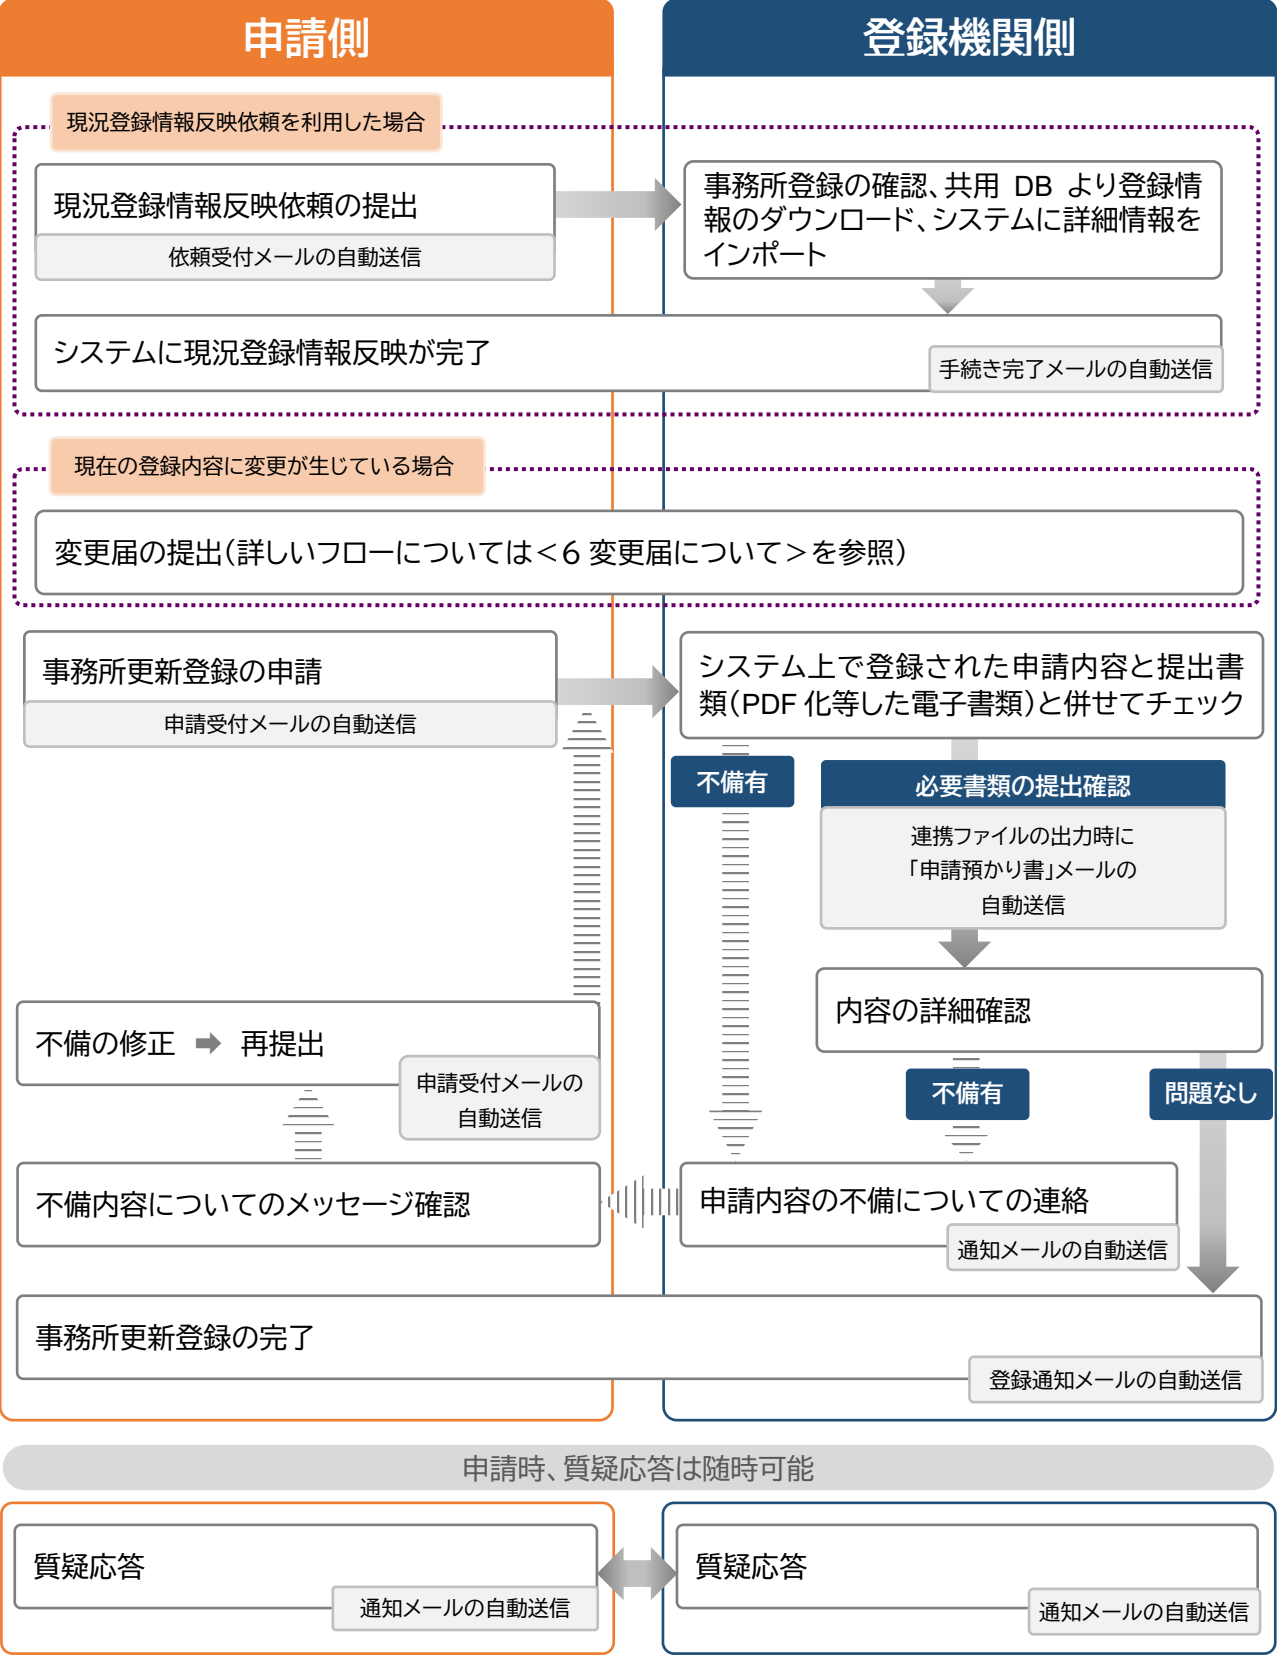 申請側
登録機関側
現況登録情報反映依頼を利用した場合
現況登録情報反映依頼の提出
依頼受付メールの自動送信
事務所登録の確認、共用 DB より登録情
報のダウンロード、システムに詳細情報を
インポート
システムに現況登録情報反映が完了
手続き完了メールの自動送信
現在の登録内容に変更が生じている場合
変更届の提出（詳しいフローについては＜6 変更届について＞を参照）
事務所更新登録の申請
申請受付メールの自動送信
システム上で登録された申請内容と提出書
類（PDF 化等した電子書類）と併せてチェック
不備有
必要書類の提出確認
連携ファイルの出力時に
「申請預かり書」メールの
自動送信
内容の詳細確認
不備の修正 ➡ 再提出
申請受付メールの
自動送信
不備有
問題なし
不備内容についてのメッセージ確認
申請内容の不備についての連絡
通知メールの自動送信
事務所更新登録の完了
登録通知メールの自動送信
申請時、質疑応答は随時可能
質疑応答
通知メールの自動送信
質疑応答
通知メールの自動送信